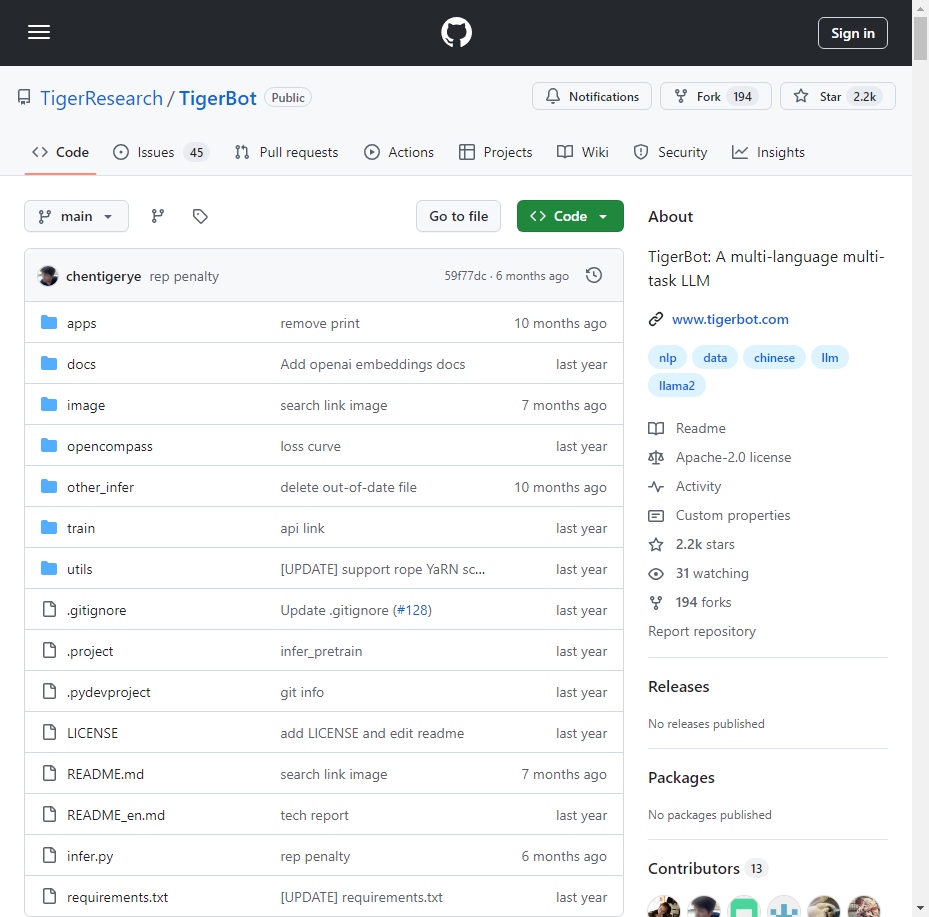 Sign in
TigerResearch / TigerBot Public
Notifications Fork 194 Star 2.2k
Code Issues 45 Pull requests Actions Projects Wiki Security Insights
main Go to file Code
chentigerye rep penalty 59f77dc · 6 months ago
apps remove print 10 months ago
docs Add openai embeddings docs last year
image search link image 7 months ago
opencompass loss curve last year
other_infer delete out-of-date file 10 months ago
train api link last year
utils [UPDATE] support rope YaRN sc... last year
.gitignore Update .gitignore (#128) last year
.project infer_pretrain last year
.pydevproject git info last year
LICENSE add LICENSE and edit readme last year
README.md search link image 7 months ago
README_en.md tech report last year
infer.py rep penalty 6 months ago
requirements.txt [UPDATE] requirements.txt last year
About
TigerBot: A multi-language multi-
task LLM
www.tigerbot.com
nlp data chinese llm
llama2
Readme
Apache-2.0 license
Activity
Custom properties
2.2k stars
31 watching
194 forks
Report repository
Releases
No releases published
Packages
No packages published
Contributors 13